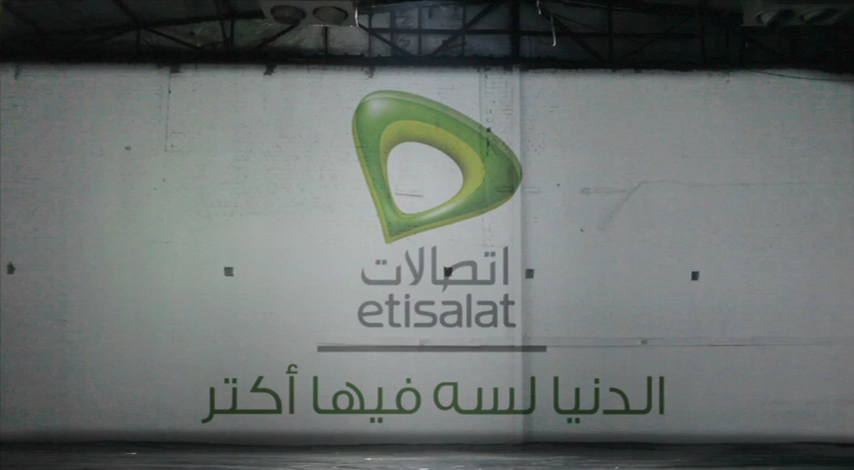 اتصالات
etisalat
الدنيا لسه فيها أكتر